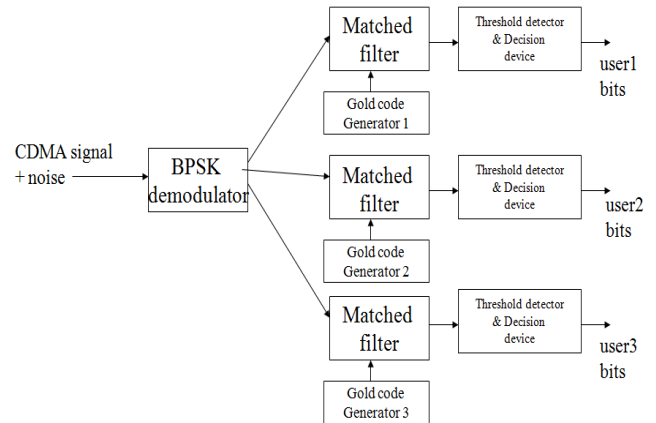 CDMA signal
+ noise
BPSK
demodulator
Matched
filter
Gold code
Generator 1
Threshold detector
& Decision
device
user1
bits
Matched
filter
Gold code
Generator 2
Threshold detector
& Decision
device
user2
bits
Matched
filter
Gold code
Generator 3
Threshold detector
& Decision
device
user3
bits